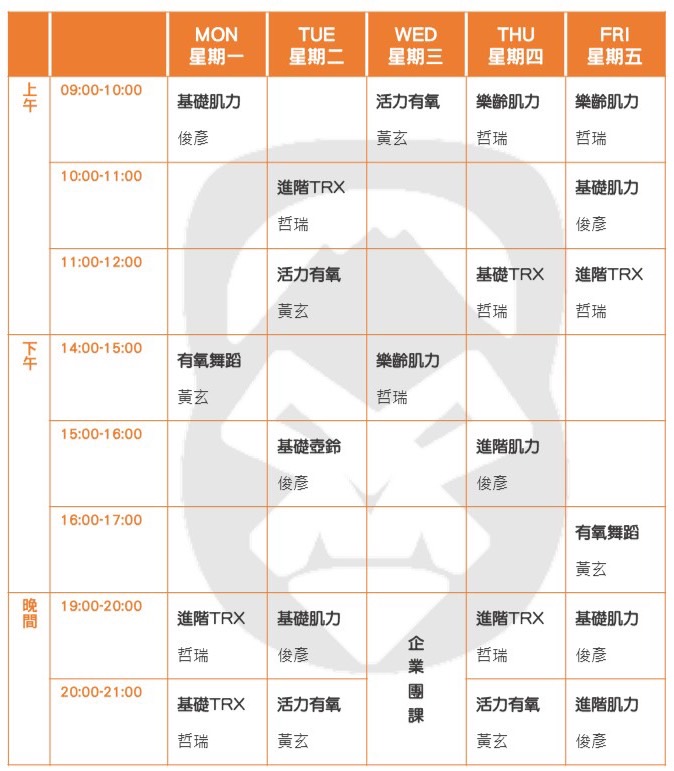 MON TUE WED THU FRI
星期一 星期二 星期三 星期四 星期五
上午
09:00-10:00
基礎肌力 活力有氧 樂齡肌力 樂齡肌力
俊彥 黃玄 哲瑞 哲瑞
10:00-11:00
進階TRX 基礎肌力
哲瑞 俊彥
11:00-12:00
活力有氧 基礎TRX 進階TRX
黃玄 哲瑞 哲瑞
下午
14:00-15:00
有氧舞蹈 樂齡肌力
黃玄 哲瑞
15:00-16:00
基礎壺鈴 進階肌力
俊彥 俊彥
16:00-17:00
有氧舞蹈
黃玄
晚間
19:00-20:00
進階TRX 基礎肌力 進階TRX 基礎肌力
哲瑞 俊彥 哲瑞 俊彥
企業團課
20:00-21:00
基礎TRX 活力有氧 活力有氧 進階肌力
哲瑞 黃玄 黃玄 俊彥